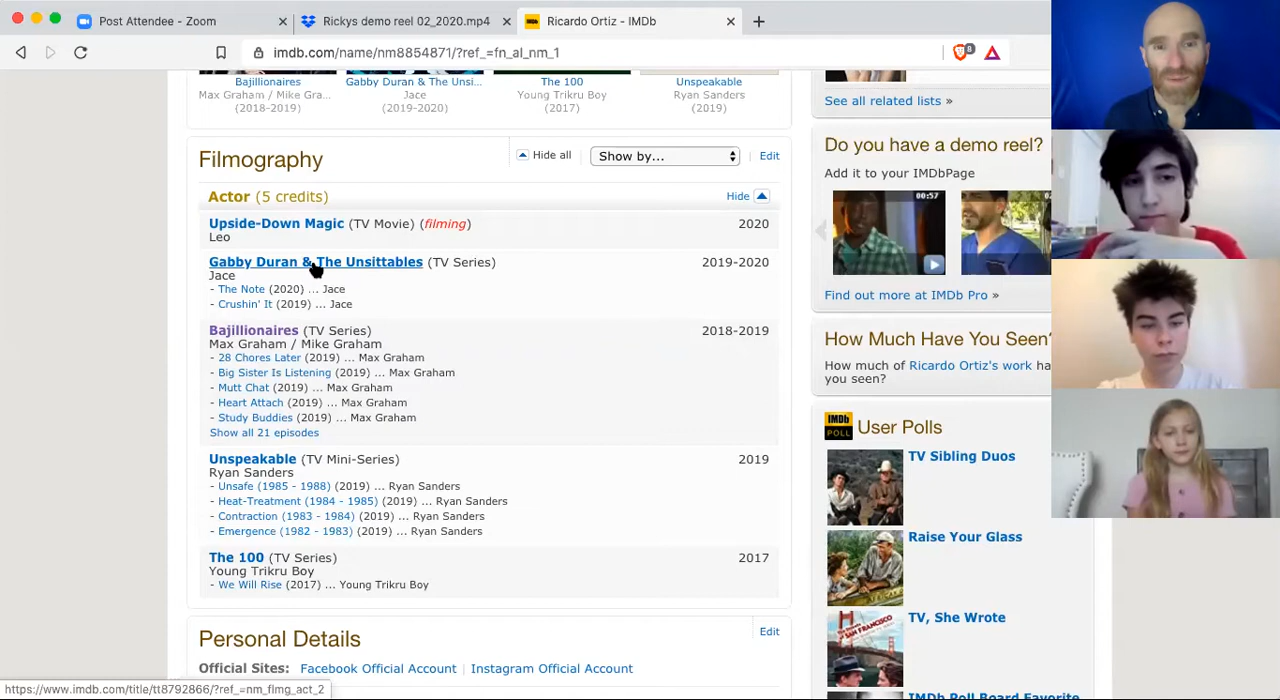 Post Attendee - Zoom
Rickys demo reel 02_2020.mp4
Ricardo Ortiz - IMDb
imdb.com/name/nm8854871/?ref_=fn_al_nm_1
8
Bajillionaires
Max Graham / Mike Gra...
(2018-2019)
Gabby Duran & The Unsi...
Jace
(2019-2020)
The 100
Young Trikru Boy
(2017)
Unspeakable
Ryan Sanders
(2019)
Filmography
Hide all
Show by...
Edit
Actor (5 credits)
Hide
Upside-Down Magic (TV Movie) (filming) 2020
Leo
Gabby Duran & The Unsittables (TV Series) 2019-2020
Jace
- The Note (2020) ... Jace
- Crushin' It (2019) ... Jace
Bajillionaires (TV Series) 2018-2019
Max Graham / Mike Graham
- 28 Chores Later (2019) ... Max Graham
- Big Sister Is Listening (2019) ... Max Graham
- Mutt Chat (2019) ... Max Graham
- Heart Attach (2019) ... Max Graham
- Study Buddies (2019) ... Max Graham
Show all 21 episodes
Unspeakable (TV Mini-Series) 2019
Ryan Sanders
- Unsafe (1985 - 1988) (2019) ... Ryan Sanders
- Heat-Treatment (1984 - 1985) (2019) ... Ryan Sanders
- Contraction (1983 - 1984) (2019) ... Ryan Sanders
- Emergence (1982 - 1983) (2019) ... Ryan Sanders
The 100 (TV Series) 2017
Young Trikru Boy
- We Will Rise (2017) ... Young Trikru Boy
Personal Details
Edit
Official Sites: Facebook Official Account | Instagram Official Account
https://www.imdb.com/title/tt8792866/?ref_=nm_flmg_act_2
See all related lists »
Do you have a demo reel?
Add it to your IMDbPage
00:57
Find out more at IMDb Pro »
How Much Have You Seen?
How much of Ricardo Ortiz's work ha
you seen?
IMDb
POLL
User Polls
TV Sibling Duos
Raise Your Glass
TV, She Wrote
IMDb Poll Board Favorite